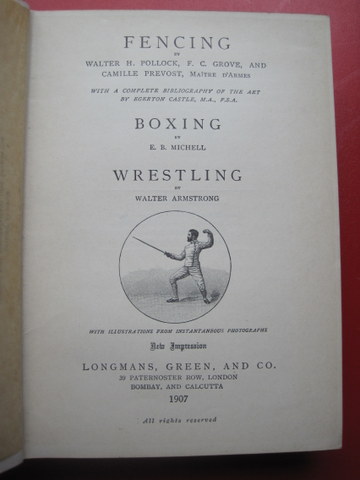 FENCING
BY
WALTER H. POLLOCK, F. C. GROVE, AND
CAMILLE PREVOST, MAÎTRE D'ARMES
WITH A COMPLETE BIBLIOGRAPHY OF THE ART
BY EGERTON CASTLE, M.A., F.S.A.
BOXING
BY
E. B. MICHELL
WRESTLING
BY
WALTER ARMSTRONG
WITH ILLUSTRATIONS FROM INSTANTANEOUS PHOTOGRAPHS
New Impression
LONGMANS, GREEN, AND CO.
39 PATERNOSTER ROW, LONDON
BOMBAY, AND CALCUTTA
1907
All rights reserved